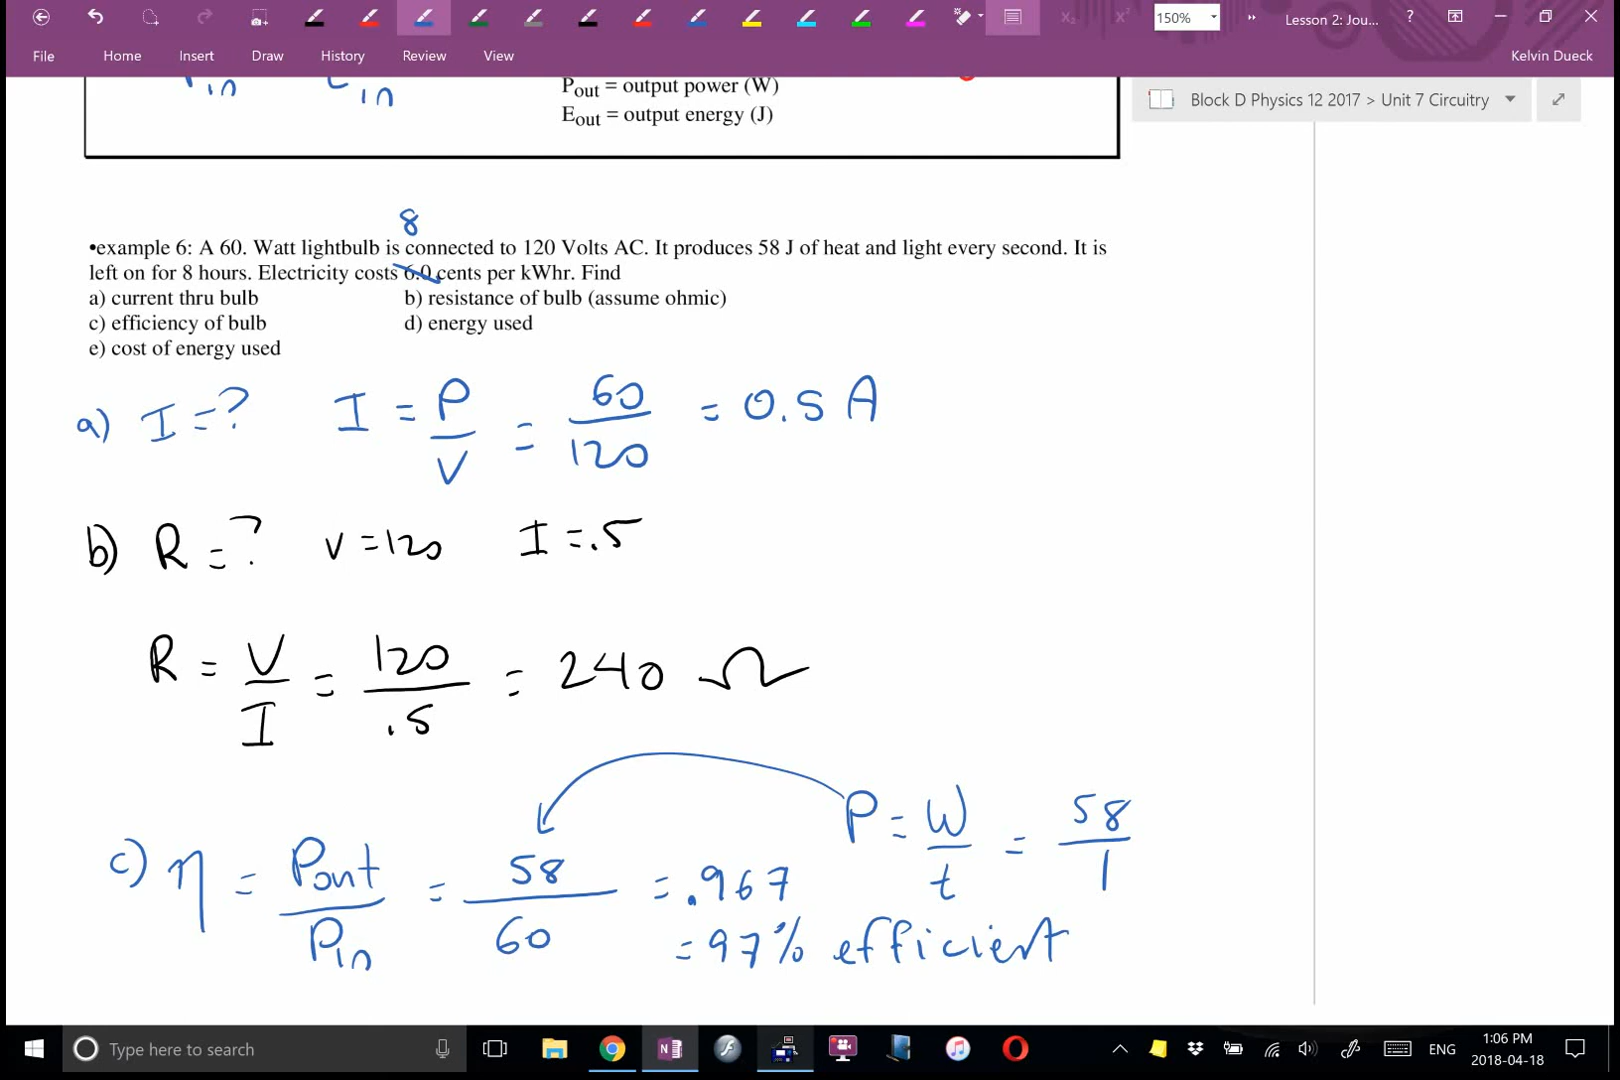 150%
Lesson 2: Jou...
?
File Home Insert Draw History Review View
Kelvin Dueck
Block D Physics 12 2017 > Unit 7 Circuitry
in
in
Pout = output power (W)
Eout = output energy (J)
8
•example 6: A 60. Watt lightbulb is connected to 120 Volts AC. It produces 58 J of heat and light every second. It is
left on for 8 hours. Electricity costs 6.0 cents per kWhr. Find
a) current thru bulb b) resistance of bulb (assume ohmic)
c) efficiency of bulb d) energy used
e) cost of energy used
a) I = ? I = P/V = 60/120 = 0.5 A
b) R = ? V = 120 I = .5
R = V/I = 120/.5 = 240 Ω
P = W/t = 58/1
c) η = Pout/Pin = 58/60 = .967
= 97% efficient
Type here to search
ENG
1:06 PM
2018-04-18